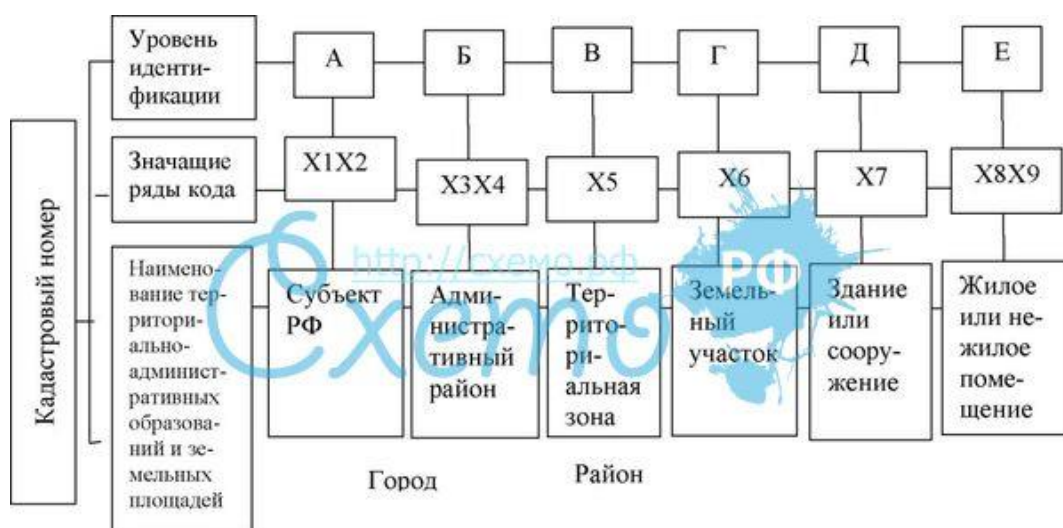 Кадастровый номер
Уровень
иденти-
фикации
А
Б
В
Г
Д
Е
Значащие
ряды кода
X1X2
X3X4
X5
X6
X7
X8X9
Наимено-
вание тер-
ритори-
ально-
админист-
ративных
образова-
ний и зе-
мельных
площадей
Субъект
РФ
Адми-
нистра-
тивный
район
Тер-
рито-
ри-
альная
зона
Земель-
ный
участок
Здание
или
соору-
жение
Жилое
или не-
жилое
поме-
щение
Город
Район
http://схемо.рф
Схемо
РФ